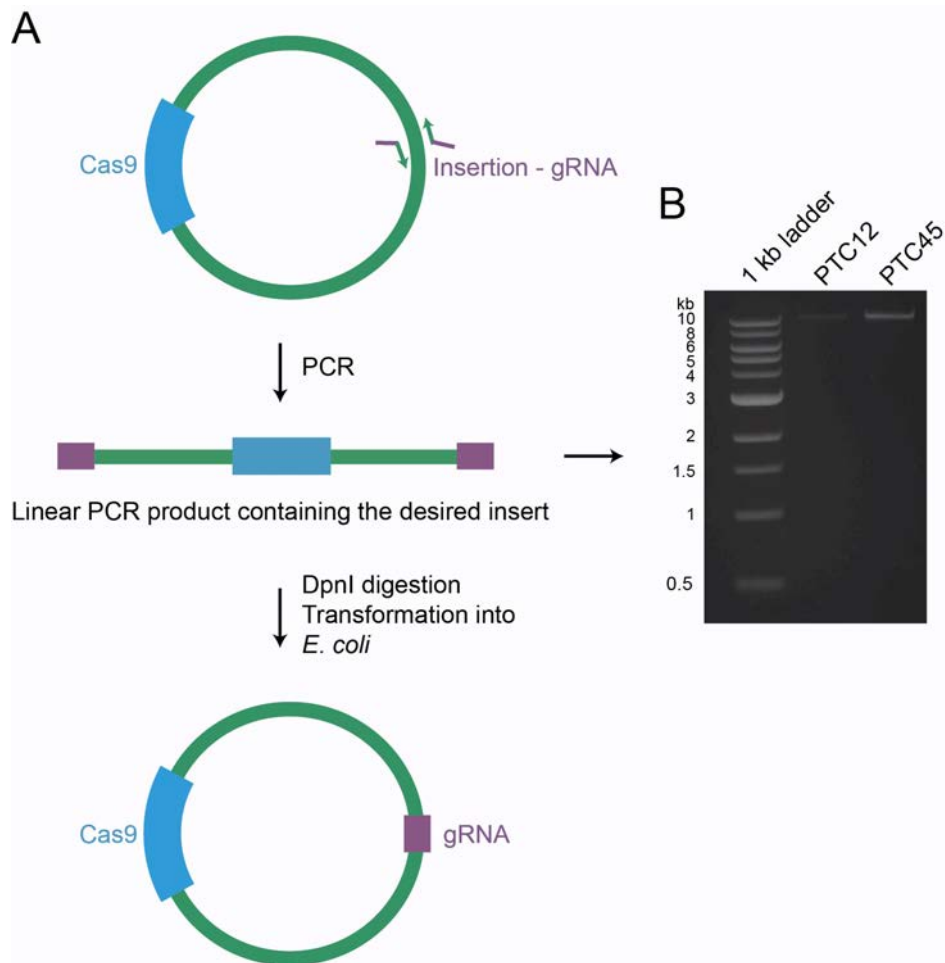 A
Cas9
Insertion - gRNA
PCR
Linear PCR product containing the desired insert
DpnI digestion
Transformation into
E. coli
Cas9
gRNA
B
1 kb ladder
PTC12
PTC45
kb
10
8
6
5
4
3
2
1.5
1
0.5